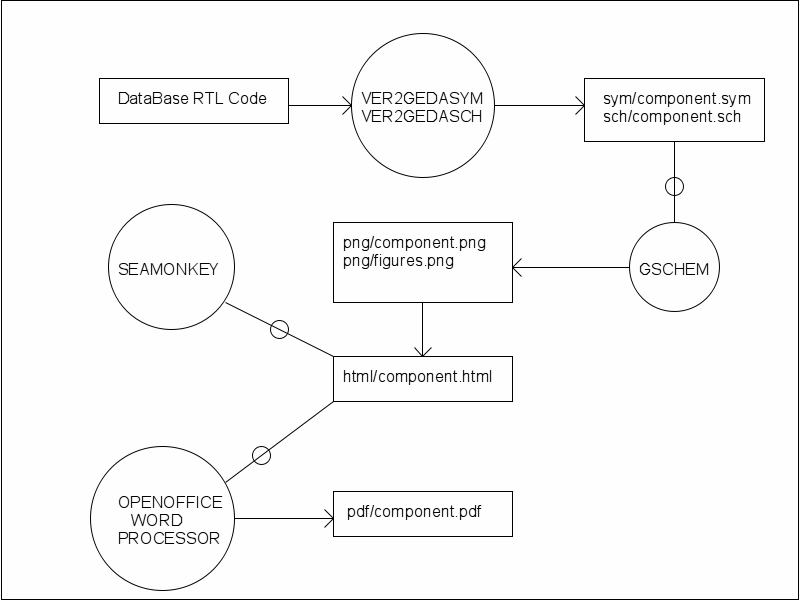 DataBase RTL Code
VER2GEDASYM
VER2GEDASCH
sym/component.sym
sch/component.sch
SEAMONKEY
png/component.png
png/figures.png
GSCHEM
html/component.html
OPENOFFICE
WORD
PROCESSOR
pdf/component.pdf